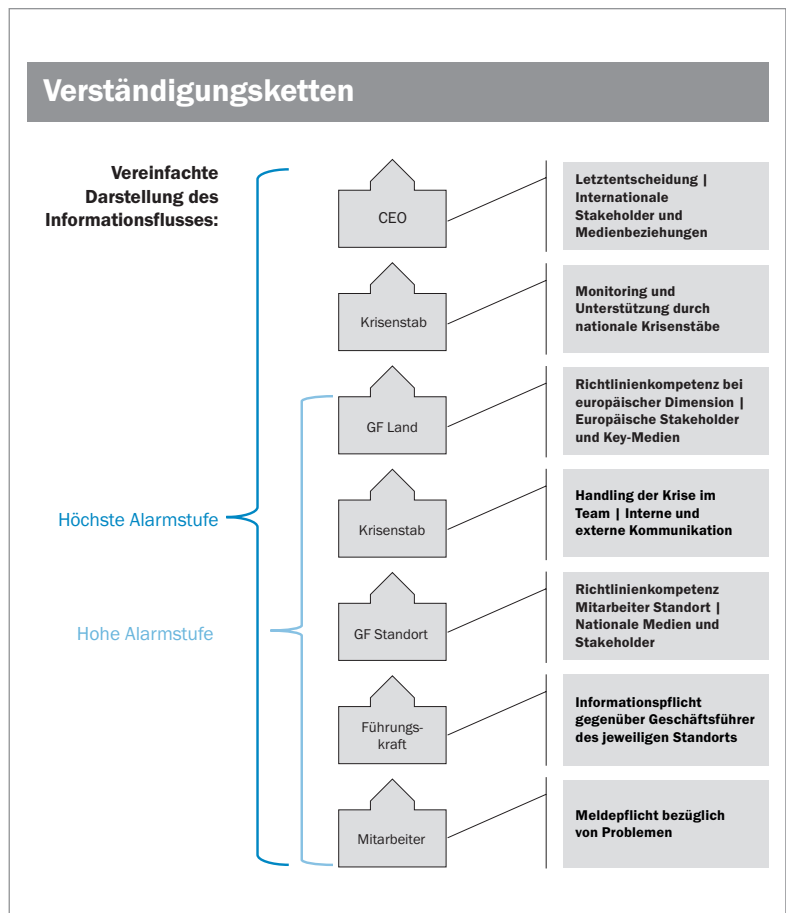 Verständigungsketten
Vereinfachte
Darstellung des
Informationsflusses:
CEO
Letztentscheidung |
Internationale
Stakeholder und
Medienbeziehungen
Krisenstab
Monitoring und
Unterstützung durch
nationale Krisenstäbe
GF Land
Richtlinienkompetenz bei
europäischer Dimension |
Europäische Stakeholder
und Key-Medien
Höchste Alarmstufe
Krisenstab
Handling der Krise im
Team | Interne und
externe Kommunikation
Hohe Alarmstufe
GF Standort
Richtlinienkompetenz
Mitarbeiter Standort |
Nationale Medien und
Stakeholder
Führungs-
kraft
Informationspflicht
gegenüber Geschäftsführer
des jeweiligen Standorts
Mitarbeiter
Meldepflicht bezüglich
von Problemen